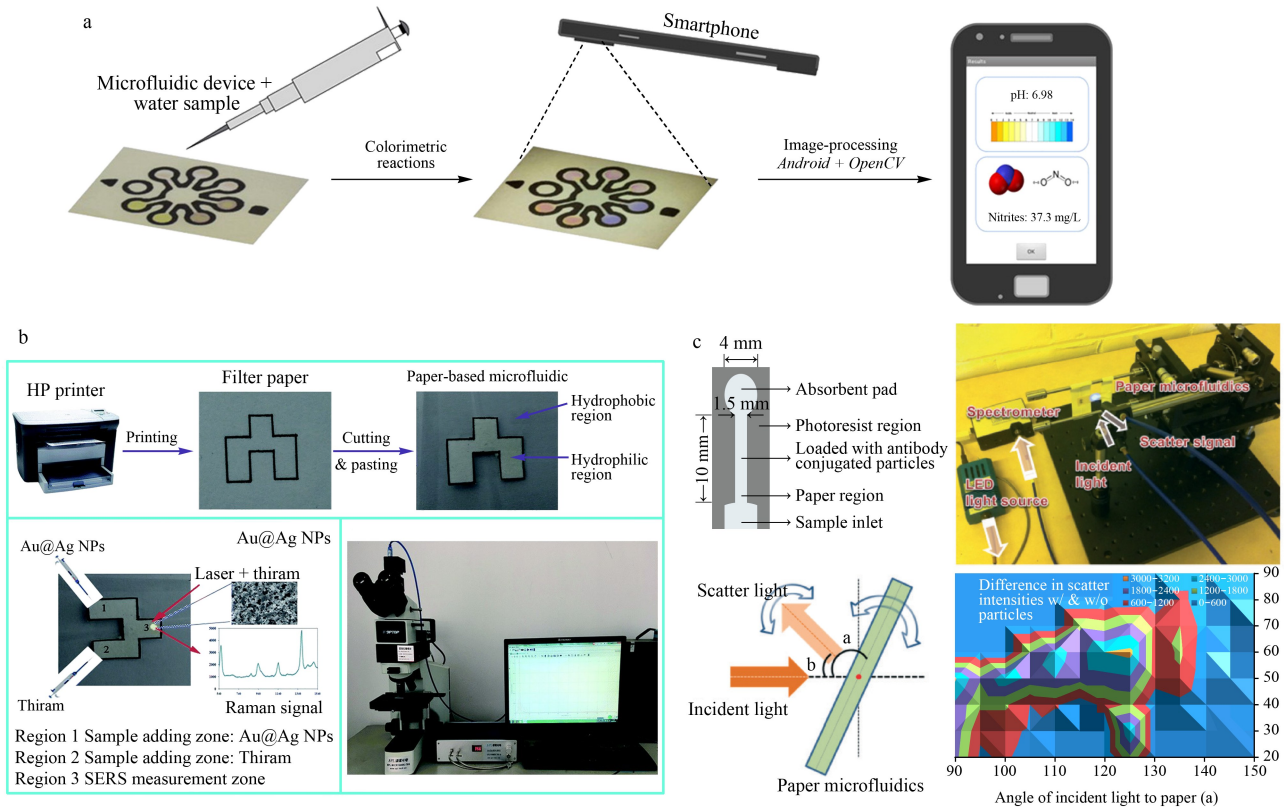 a
Microfluidic device +
water sample
Colorimetric
reactions
Smartphone
Image-processing
Android + OpenCV
Results
pH: 6.98
Nitrites: 37.3 mg/L
OK
b
HP printer
Printing
Filter paper
Cutting
& pasting
Paper-based microfluidic
Hydrophobic
region
Hydrophilic
region
Au@Ag NPs
Thiram
1
2
3
Au@Ag NPs
Laser + thiram
Raman signal
Region 1 Sample adding zone: Au@Ag NPs
Region 2 Sample adding zone: Thiram
Region 3 SERS measurement zone
c
4 mm
1.5 mm
10 mm
Absorbent pad
Photoresist region
Loaded with antibody
conjugated particles
Paper region
Sample inlet
Spectrometer
Paper microfluidics
Scatter signal
Incident
light
LED
light source
Scatter light
Incident light
a
b
Paper microfluidics
Difference in scatter
intensities w/ & w/o
particles
3000-3200
2400-3000
1800-2400
1200-1800
600-1200
0-600
90
80
70
60
50
40
30
20
90 100 110 120 130 140 150
Angle of incident light to paper (a)